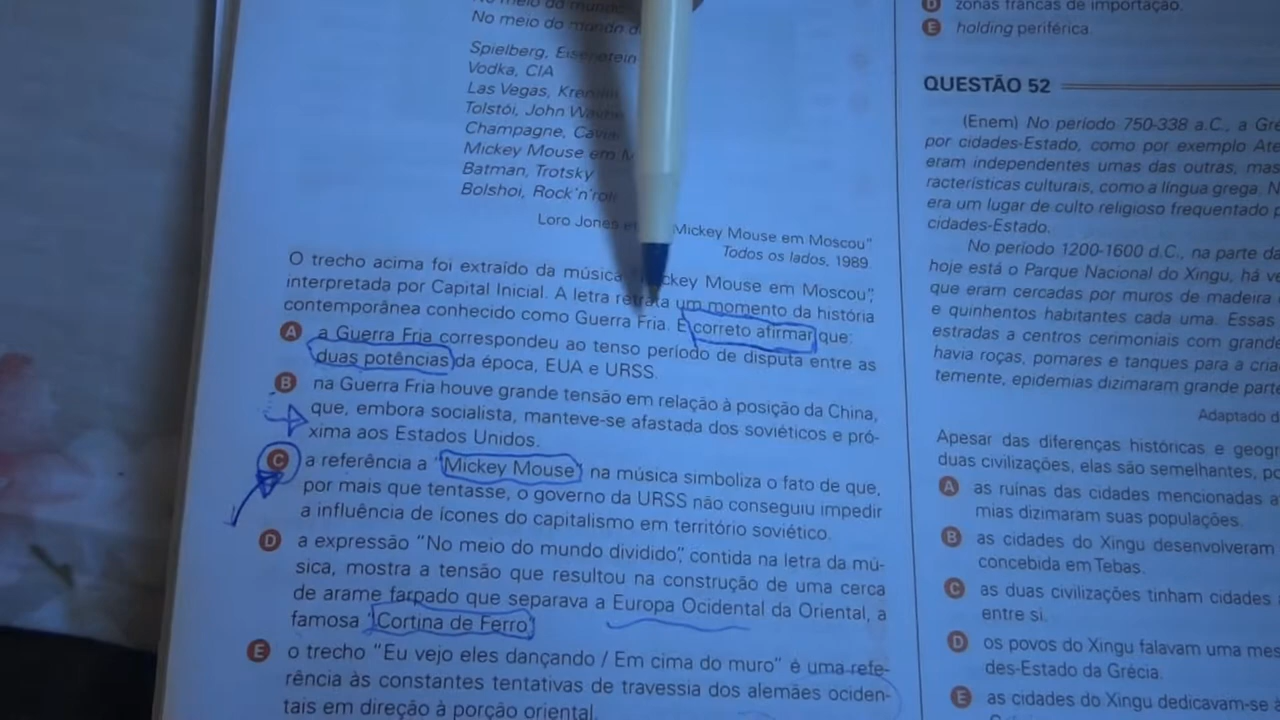 No meio do mundo
No meio do mundo d
Spielberg, Eisenstein
Vodka, CIA
Las Vegas, Krem
Tolstói, John Wayne
Champagne, Caviar
Mickey Mouse em M
Batman, Trotsky
Bolshoi, Rock'n'roll
Loro Jones e Mickey Mouse em Moscou".
Todos os lados, 1989.
O trecho acima foi extraído da música "Mickey Mouse em Moscou",
interpretada por Capital Inicial. A letra retrata um momento da história
contemporânea conhecido como Guerra Fria. É correto afirmar que:
A a Guerra Fria correspondeu ao tenso período de disputa entre as
duas potências da época, EUA e URSS.
B na Guerra Fria houve grande tensão em relação à posição da China,
que, embora socialista, manteve-se afastada dos soviéticos e pró-
xima aos Estados Unidos.
C a referência a "Mickey Mouse" na música simboliza o fato de que,
por mais que tentasse, o governo da URSS não conseguiu impedir
a influência de ícones do capitalismo em território soviético.
D a expressão "No meio do mundo dividido", contida na letra da mú-
sica, mostra a tensão que resultou na construção de uma cerca
de arame farpado que separava a Europa Ocidental da Oriental, a
famosa "Cortina de Ferro".
E o trecho "Eu vejo eles dançando / Em cima do muro" é uma refe-
rência às constantes tentativas de travessia dos alemães ociden-
tais em direção à porção oriental.
D zonas francas de importação.
E holding periférica.
QUESTÃO 52
(Enem) No período 750-338 a.C., a Gré
por cidades-Estado, como por exemplo Ate
eram independentes umas das outras, mas
racterísticas culturais, como a língua grega. N
era um lugar de culto religioso frequentado p
cidades-Estado.
No período 1200-1600 d.C., na parte da
hoje está o Parque Nacional do Xingu, há v
que eram cercadas por muros de madeira
e quinhentos habitantes cada uma. Essas
estradas a centros cerimoniais com grande
havia roças, pomares e tanques para a cria
temente, epidemias dizimaram grande parte
Adaptado d
Apesar das diferenças históricas e geogr
duas civilizações, elas são semelhantes, po
A as ruínas das cidades mencionadas a
mias dizimaram suas populações.
B as cidades do Xingu desenvolveram
concebida em Tebas.
C as duas civilizações tinham cidades
entre si.
D os povos do Xingu falavam uma mes
des-Estado da Grécia.
E as cidades do Xingu dedicavam-se à